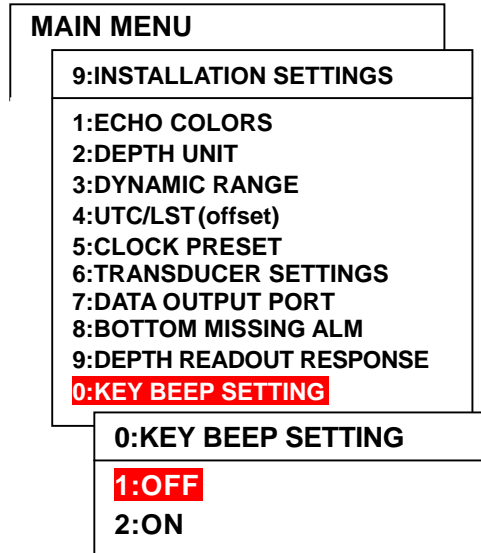 MAIN MENU
9:INSTALLATION SETTINGS
1:ECHO COLORS
2:DEPTH UNIT
3:DYNAMIC RANGE
4:UTC/LST (offset)
5:CLOCK PRESET
6:TRANSDUCER SETTINGS
7:DATA OUTPUT PORT
8:BOTTOM MISSING ALM
9:DEPTH READOUT RESPONSE
0:KEY BEEP SETTING
0:KEY BEEP SETTING
1:OFF
2:ON